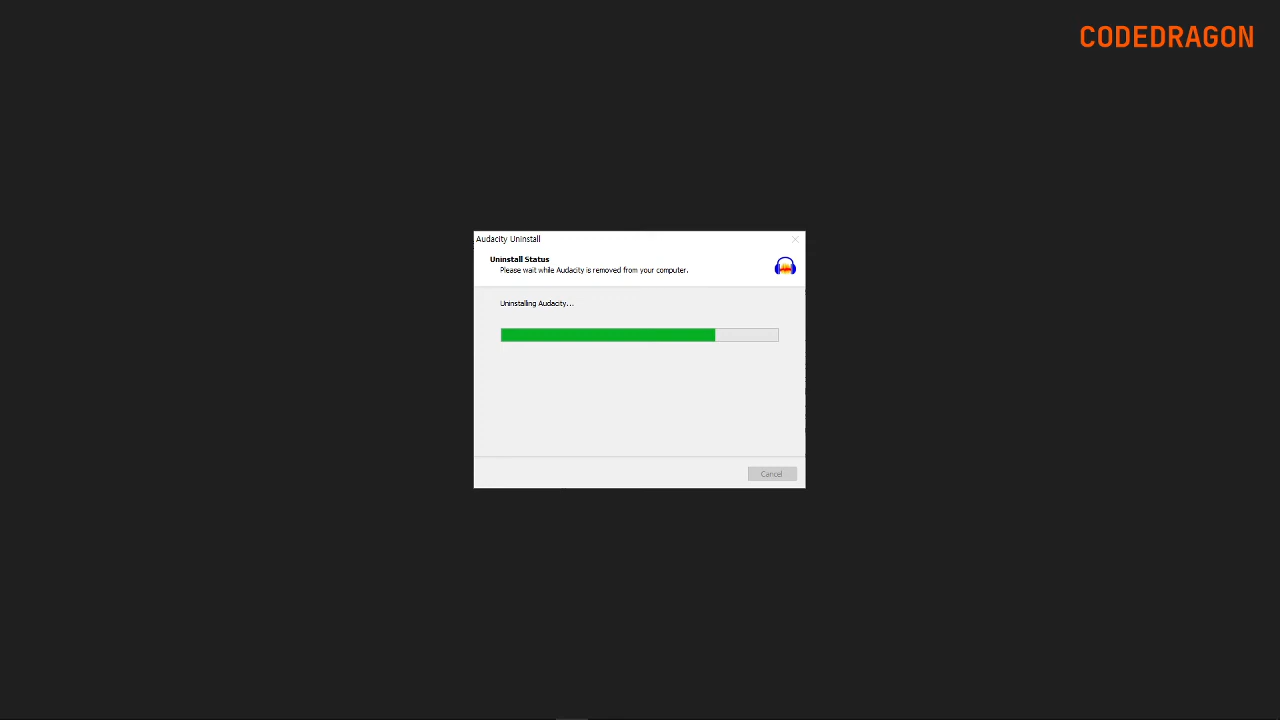 CODEDRAGON
Audacity Uninstall
Uninstall Status
Please wait while Audacity is removed from your computer.
Uninstalling Audacity...
Cancel